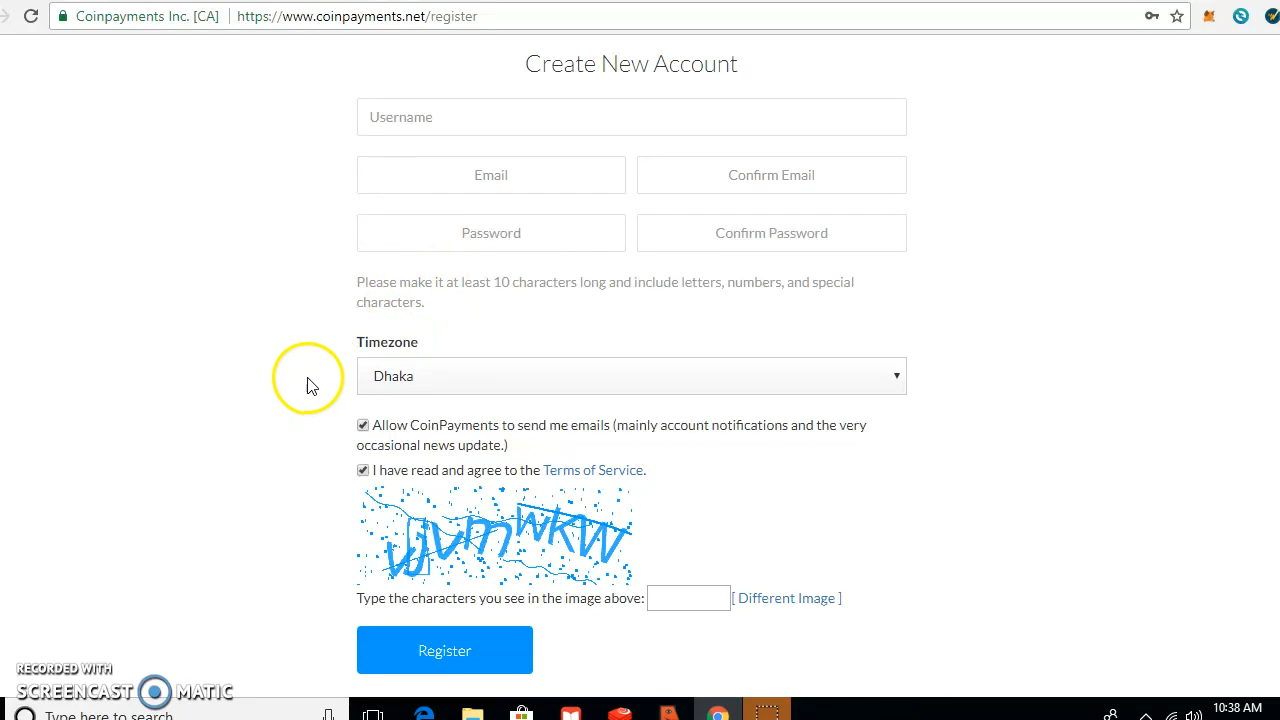 Coinpayments Inc. [CA] https://www.coinpayments.net/register
Create New Account
Username
Email Confirm Email
Password Confirm Password
Please make it at least 10 characters long and include letters, numbers, and special
characters.
Timezone
Dhaka
Allow CoinPayments to send me emails (mainly account notifications and the very
occasional news update.)
I have read and agree to the Terms of Service.
Type the characters you see in the image above: [ Different Image ]
Register
RECORDED WITH
SCREENCAST MATIC
Type here to search
10:38 AM